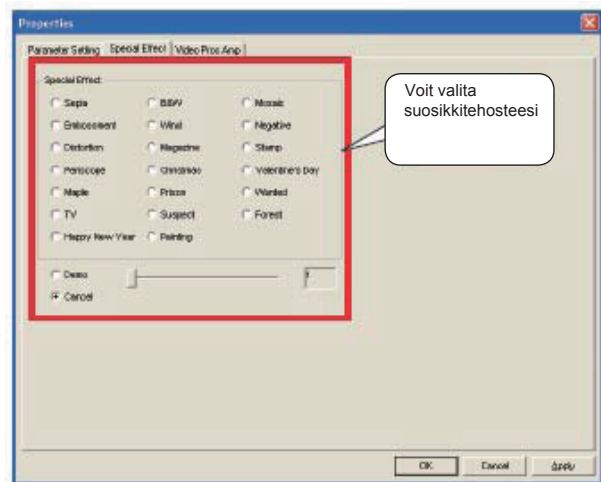 Properties
Parameter Setting Special Effect Video Proc Amp
Special Effect
Sepia B&W Mosaic
Embossment Wind Negative
Distortion Magazine Stamp
Periscope Christmas Valentine's Day
Maple Prison Wanted
TV Suspect Forest
Happy New Year Painting
Demo
Cancel
Voit valita
suosikkitehosteesi
OK Cancel Apply